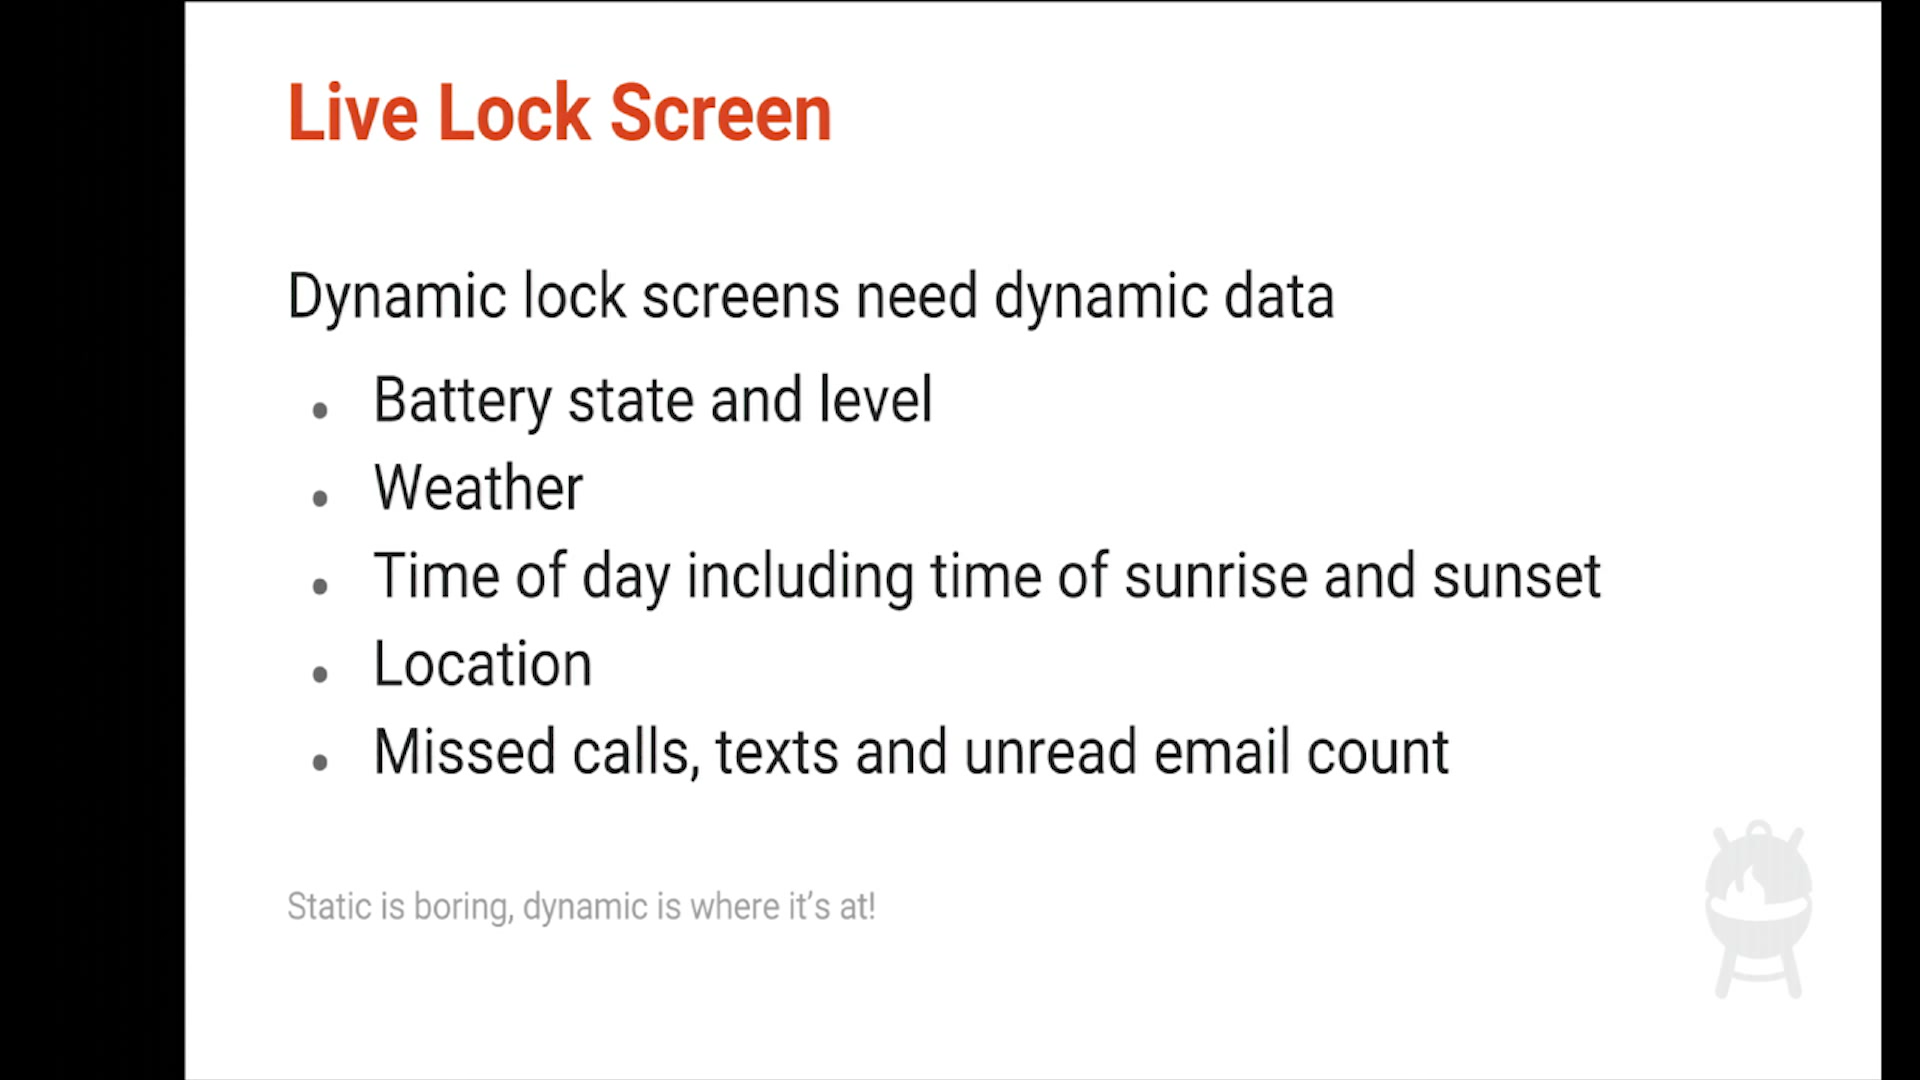 Live Lock Screen
Dynamic lock screens need dynamic data
• Battery state and level
• Weather
• Time of day including time of sunrise and sunset
• Location
• Missed calls, texts and unread email count
Static is boring, dynamic is where it’s at!